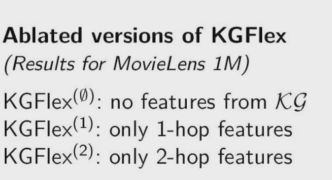 Ablated versions of KGFlex
(Results for MovieLens 1M)
KGFlex⁽∅⁾: no features from 𝒦𝒢
KGFlex⁽¹⁾: only 1-hop features
KGFlex⁽²⁾: only 2-hop features